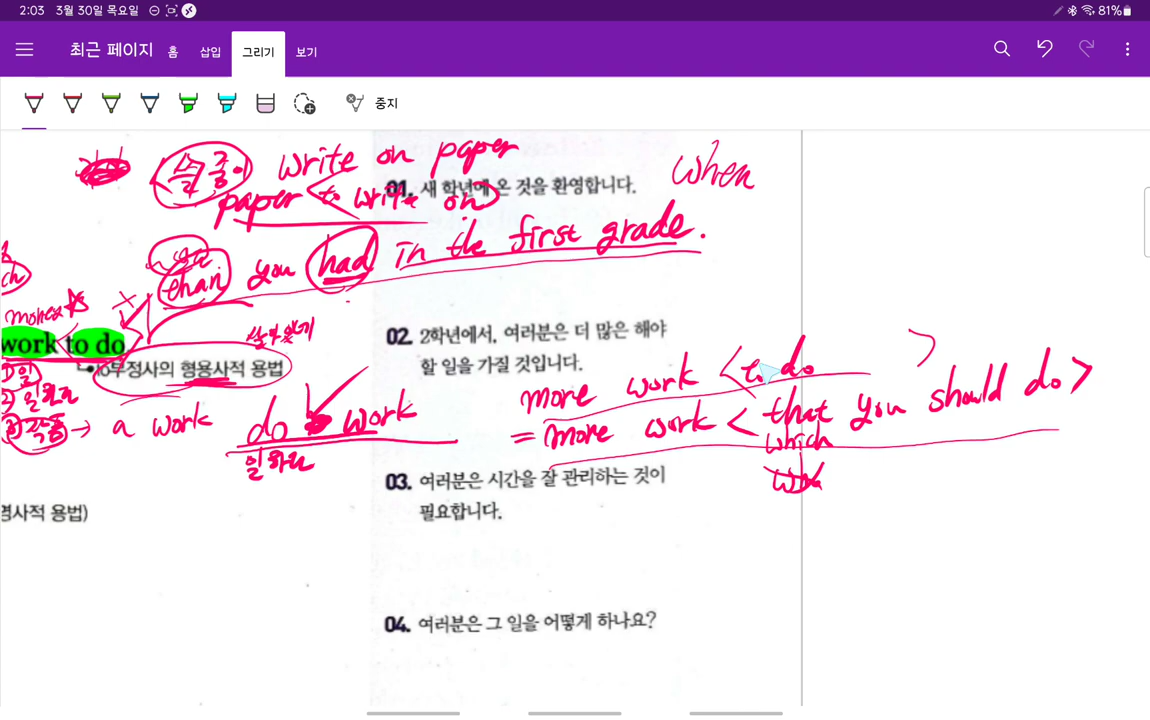 2:03 3월 30일 목요일 81%
최근 페이지 홈 삽입 그리기 보기
중지
write on paper
when
01. 새 학년에 온 것을 환영합니다.
paper < to write on
than you had in the first grade.
money
work to do
to부정사의 형용사적 용법
02. 2학년에서, 여러분은 더 많은 해야
할 일을 가질 것입니다.
more work < to do >
→ a work do work
= more work < that you should do >
which
일하다
03. 여러분은 시간을 잘 관리하는 것이
필요합니다.
형사적 용법)
04. 여러분은 그 일을 어떻게 하나요?